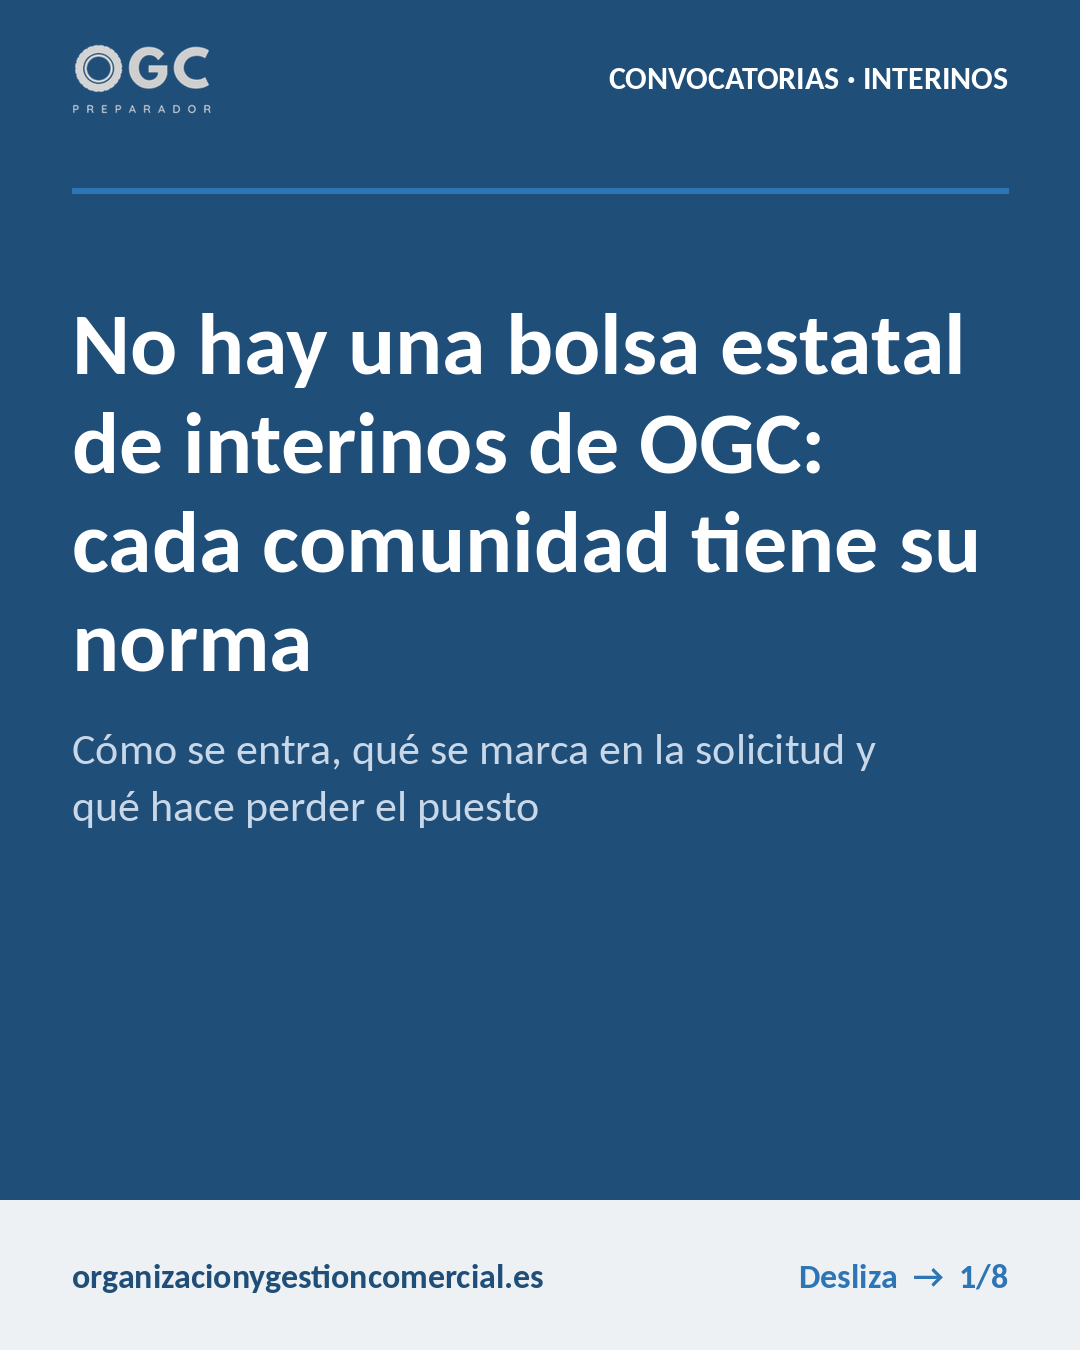 OGC
PREPARADOR
CONVOCATORIAS · INTERINOS
No hay una bolsa estatal
de interinos de OGC:
cada comunidad tiene su
norma
Cómo se entra, qué se marca en la solicitud y
qué hace perder el puesto
organizacionygestioncomercial.es
Desliza → 1/8